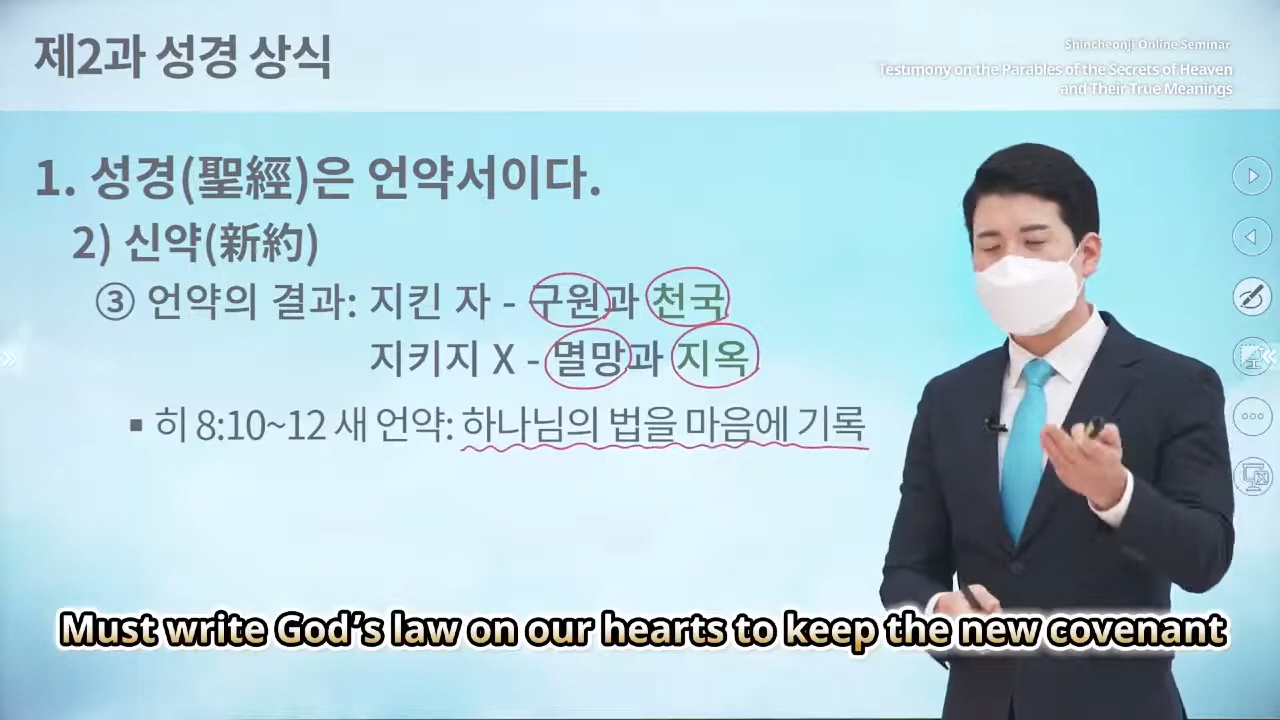 제2과 성경 상식
Shincheonji Online Seminar
Testimony on the Parables of the Secrets of Heaven
and Their True Meanings
1. 성경(聖經)은 언약서이다.
2) 신약(新約)
③ 언약의 결과: 지킨 자 - 구원과 천국
지키지 X - 멸망과 지옥
▪ 히 8:10~12 새 언약: 하나님의 법을 마음에 기록
Must write God's law on our hearts to keep the new covenant